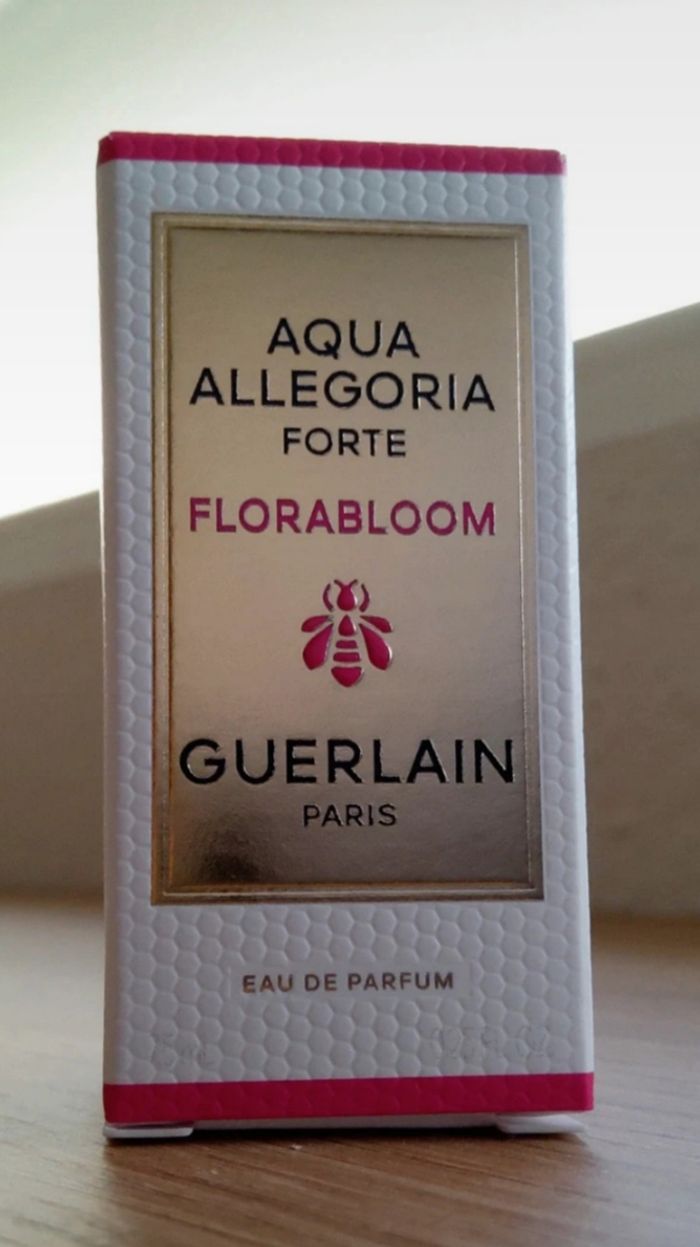 AQUA
ALLEGORIA
FORTE
FLORABLOOM
GUERLAIN
PARIS
EAU DE PARFUM